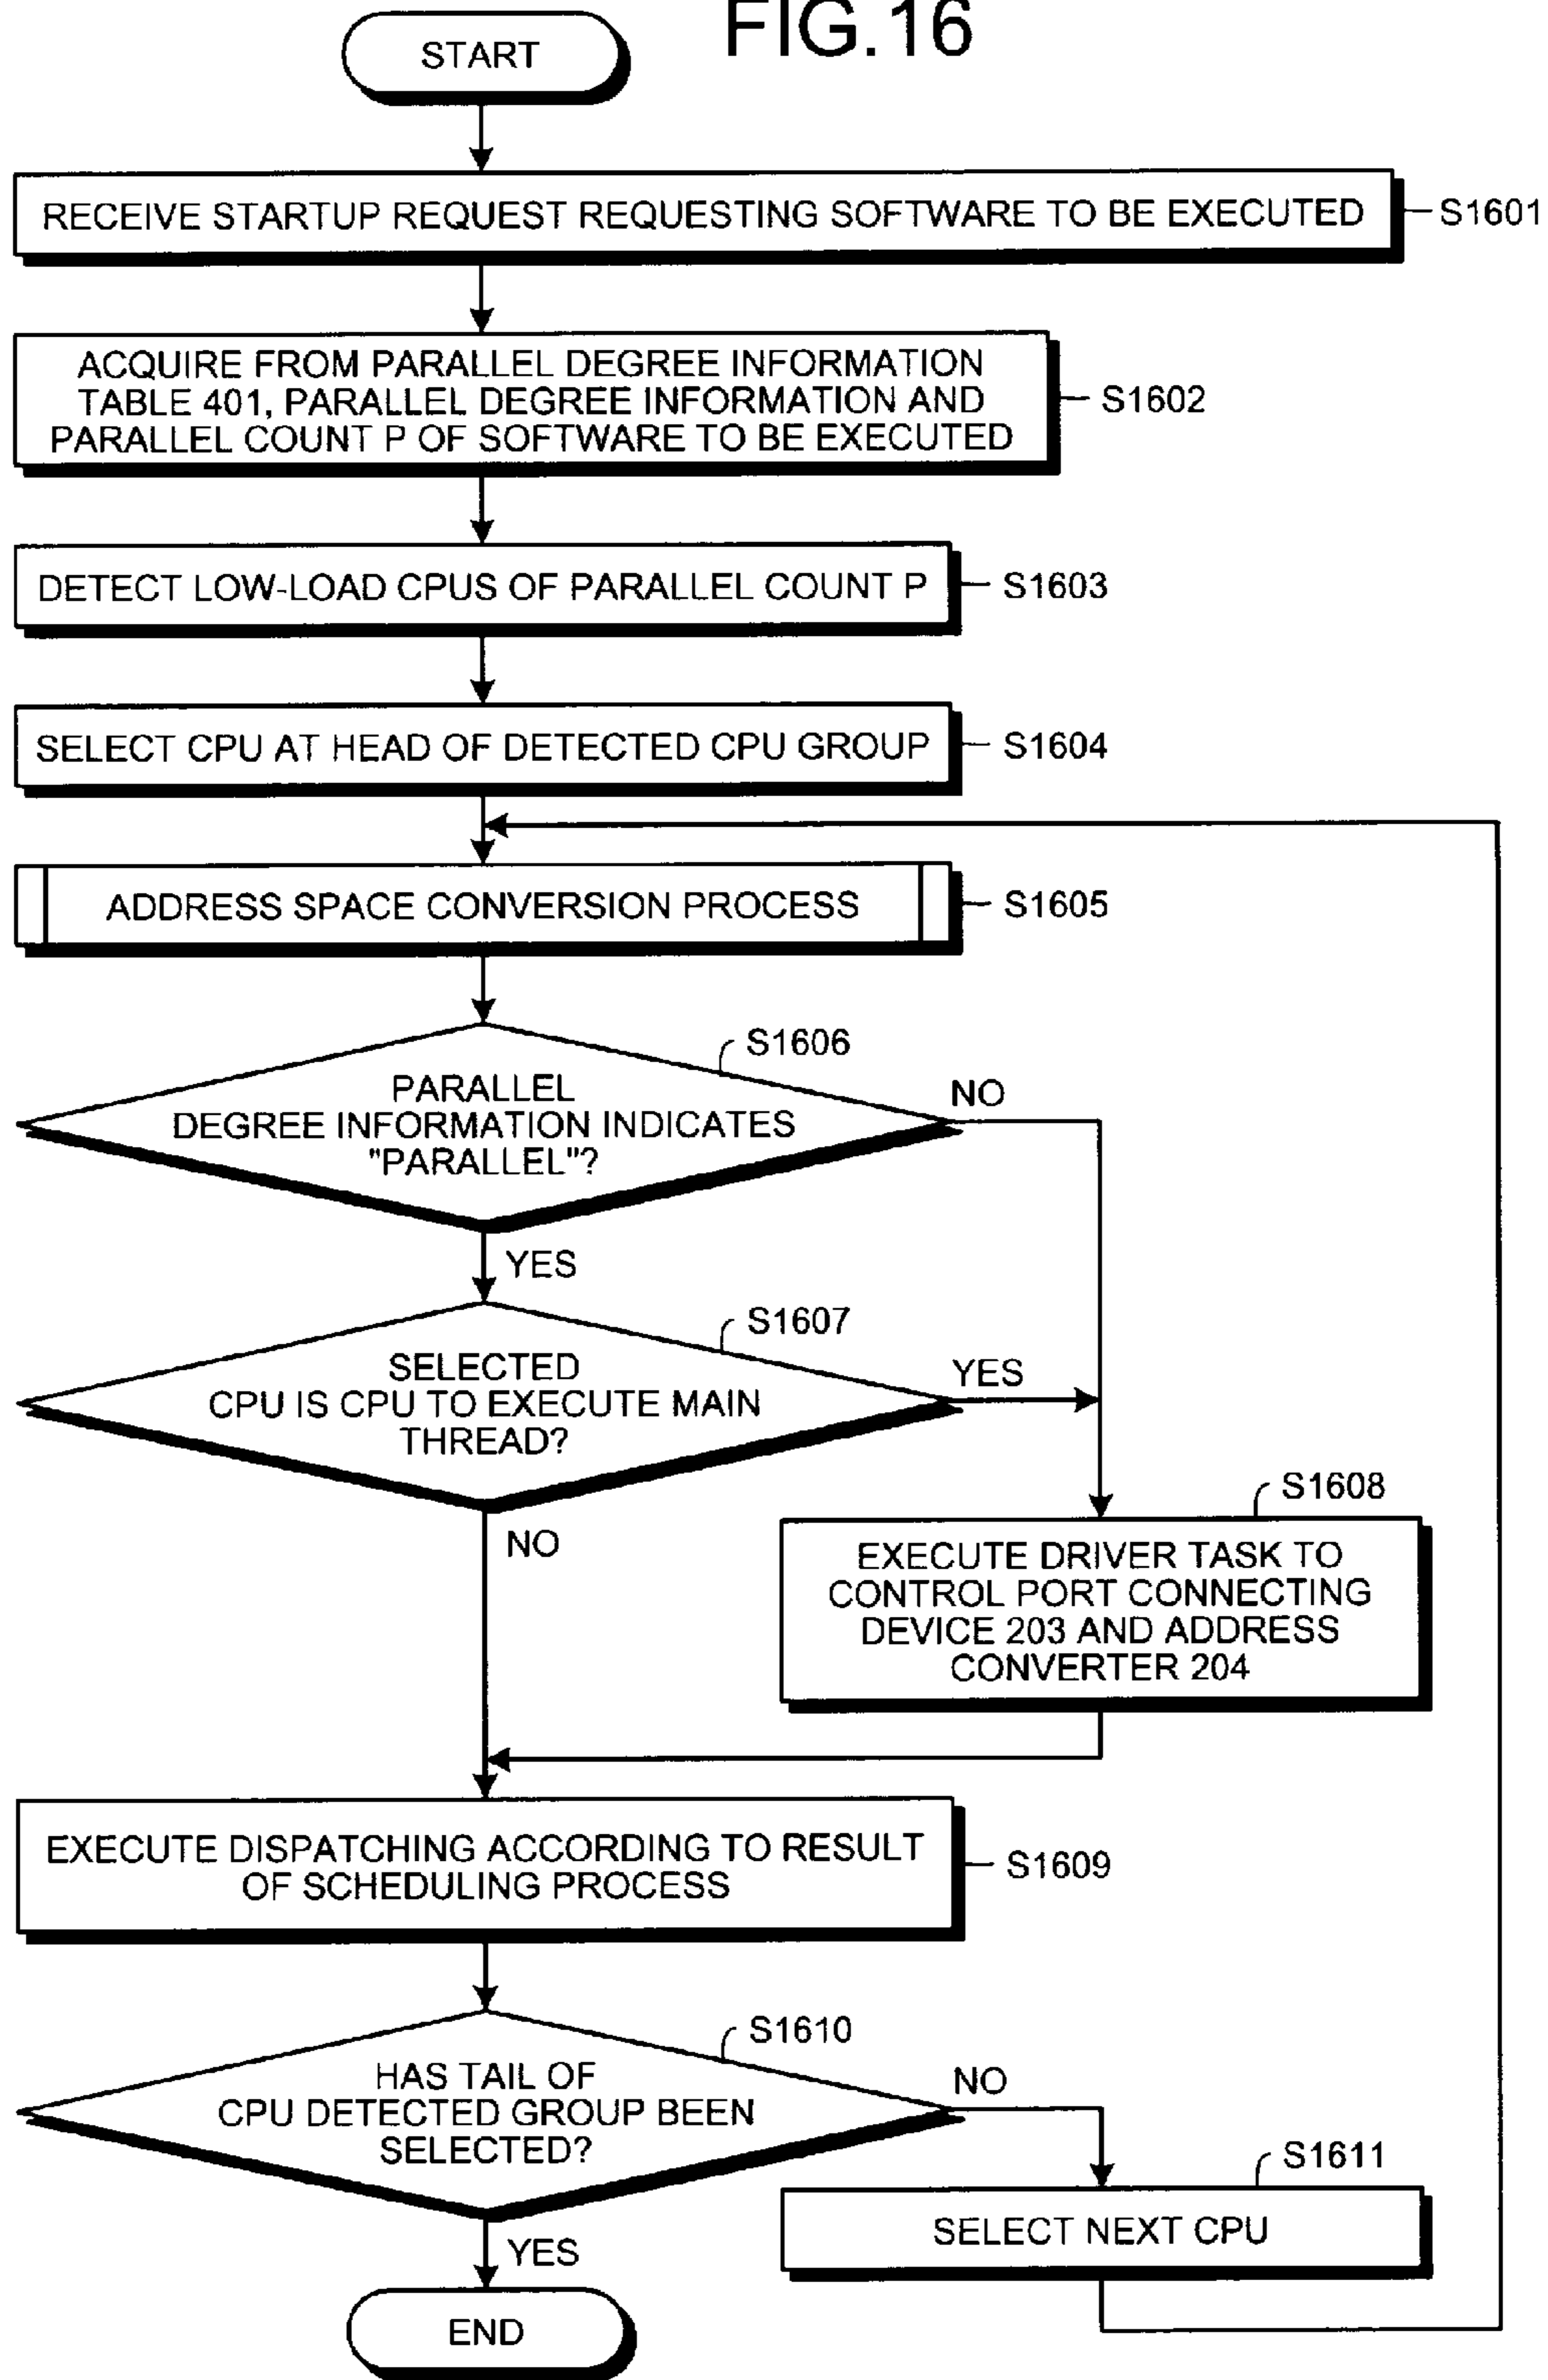 FIG.16
START
RECEIVE STARTUP REQUEST REQUESTING SOFTWARE TO BE EXECUTED
S1601
ACQUIRE FROM PARALLEL DEGREE INFORMATION
TABLE 401, PARALLEL DEGREE INFORMATION AND
PARALLEL COUNT P OF SOFTWARE TO BE EXECUTED
S1602
DETECT LOW-LOAD CPUS OF PARALLEL COUNT P
S1603
SELECT CPU AT HEAD OF DETECTED CPU GROUP
S1604
ADDRESS SPACE CONVERSION PROCESS
S1605
S1606
PARALLEL
DEGREE INFORMATION INDICATES
"PARALLEL"?
NO
YES
S1607
SELECTED
CPU IS CPU TO EXECUTE MAIN
THREAD?
YES
NO
S1608
EXECUTE DRIVER TASK TO
CONTROL PORT CONNECTING
DEVICE 203 AND ADDRESS
CONVERTER 204
EXECUTE DISPATCHING ACCORDING TO RESULT
OF SCHEDULING PROCESS
S1609
S1610
HAS TAIL OF
CPU DETECTED GROUP BEEN
SELECTED?
NO
YES
S1611
SELECT NEXT CPU
END